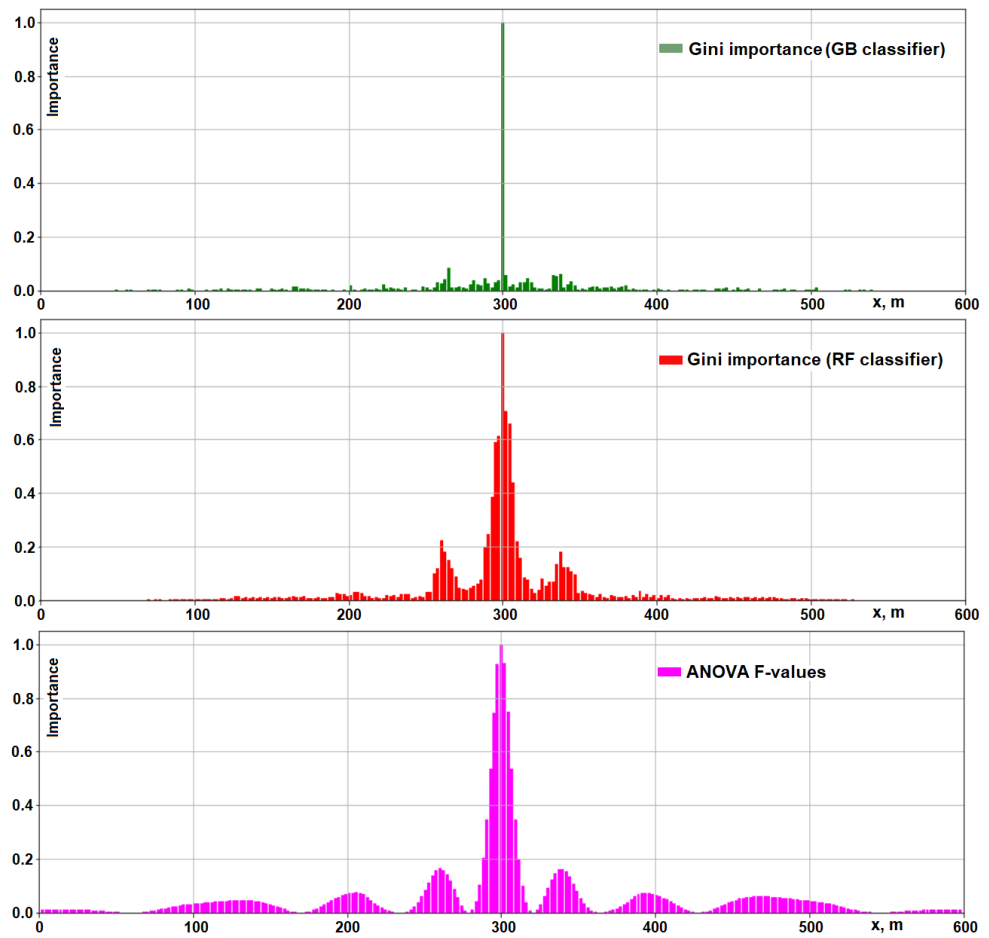 1.0
Importance
Gini importance (GB classifier)
0.8
0.6
0.4
0.2
0.0
0 100 200 300 400 500 x, m 600
1.0
Importance
Gini importance (RF classifier)
0.8
0.6
0.4
0.2
0.0
0 100 200 300 400 500 x, m 600
1.0
Importance
ANOVA F-values
0.8
0.6
0.4
0.2
0.0
0 100 200 300 400 500 x, m 600